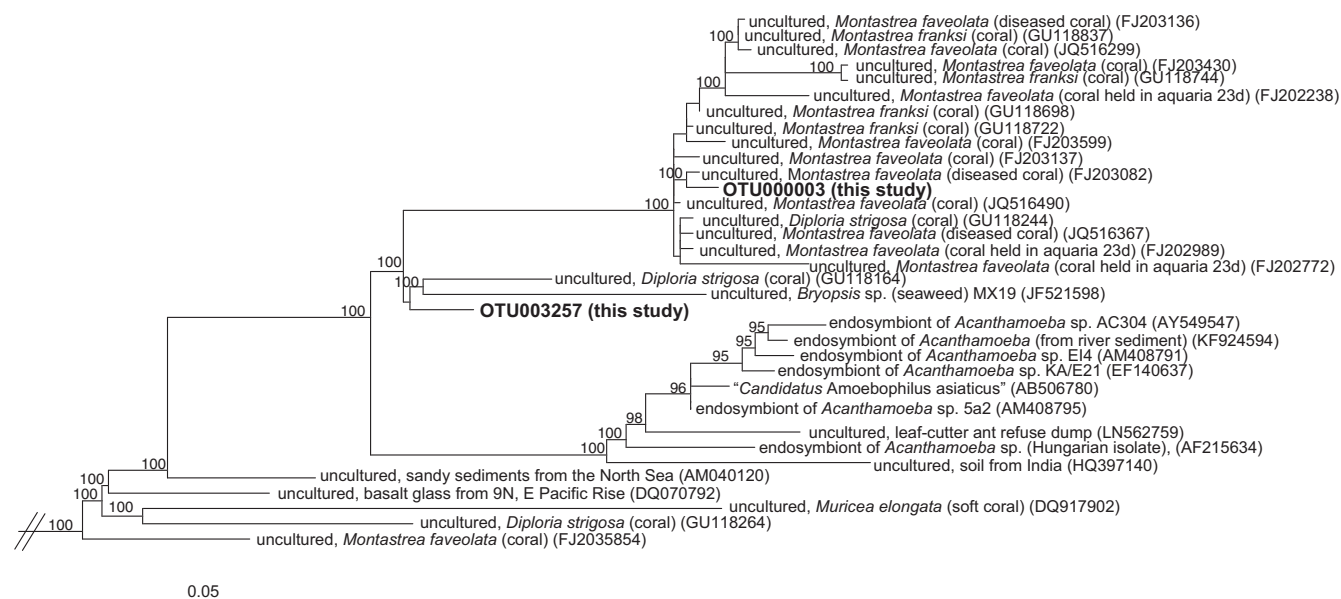 uncultured, Montastrea faveolata (diseased coral) (FJ203136)
100
uncultured, Montastrea franksi (coral) (GU118837)
uncultured, Montastrea faveolata (coral) (JQ516299)
100
uncultured, Montastrea faveolata (coral) (FJ203430)
uncultured, Montastrea franksi (coral) (GU118744)
100
uncultured, Montastrea faveolata (coral held in aquaria 23d) (FJ202238)
uncultured, Montastrea franksi (coral) (GU118698)
uncultured, Montastrea franksi (coral) (GU118722)
uncultured, Montastrea faveolata (coral) (FJ203599)
uncultured, Montastrea faveolata (coral) (FJ203137)
100
uncultured, Montastrea faveolata (diseased coral) (FJ203082)
OTU000003 (this study)
100
uncultured, Montastrea faveolata (coral) (JQ516490)
uncultured, Diploria strigosa (coral) (GU118244)
uncultured, Montastrea faveolata (diseased coral) (JQ516367)
uncultured, Montastrea faveolata (coral held in aquaria 23d) (FJ202989)
100
uncultured, Montastrea faveolata (coral held in aquaria 23d) (FJ202772)
100
uncultured, Diploria strigosa (coral) (GU118164)
uncultured, Bryopsis sp. (seaweed) MX19 (JF521598)
100
OTU003257 (this study)
95
endosymbiont of Acanthamoeba sp. AC304 (AY549547)
95
endosymbiont of Acanthamoeba (from river sediment) (KF924594)
95
endosymbiont of Acanthamoeba sp. EI4 (AM408791)
endosymbiont of Acanthamoeba sp. KA/E21 (EF140637)
96
“Candidatus Amoebophilus asiaticus” (AB506780)
endosymbiont of Acanthamoeba sp. 5a2 (AM408795)
98
100
uncultured, leaf-cutter ant refuse dump (LN562759)
100
endosymbiont of Acanthamoeba sp. (Hungarian isolate), (AF215634)
100
uncultured, soil from India (HQ397140)
100
uncultured, sandy sediments from the North Sea (AM040120)
100
uncultured, basalt glass from 9N, E Pacific Rise (DQ070792)
100
uncultured, Muricea elongata (soft coral) (DQ917902)
100
uncultured, Diploria strigosa (coral) (GU118264)
uncultured, Montastrea faveolata (coral) (FJ2035854)
0.05